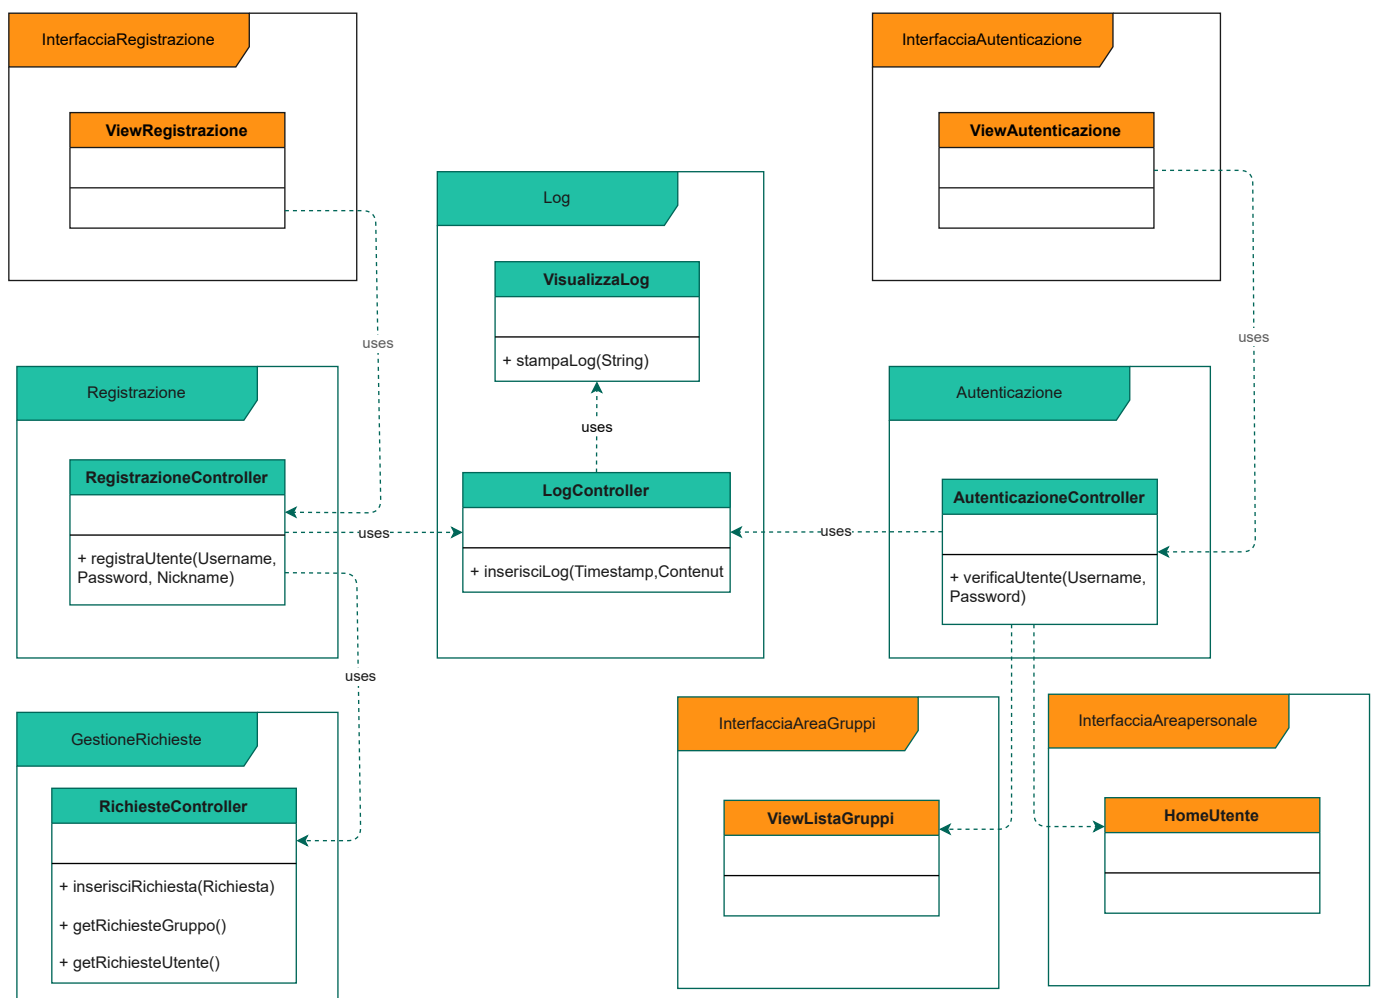 InterfacciaRegistrazione
ViewRegistrazione
InterfacciaAutenticazione
ViewAutenticazione
Log
VisualizzaLog
+ stampaLog(String)
uses
uses
uses
Registrazione
RegistrazioneController
+ registraUtente(Username,
Password, Nickname)
uses
LogController
+ inserisciLog(Timestamp,Contenut
uses
Autenticazione
AutenticazioneController
+ verificaUtente(Username,
Password)
uses
GestioneRichieste
RichiesteController
+ inserisciRichiesta(Richiesta)
+ getRichiesteGruppo()
+ getRichiesteUtente()
InterfacciaAreaGruppi
ViewListaGruppi
InterfacciaAreapersonale
HomeUtente